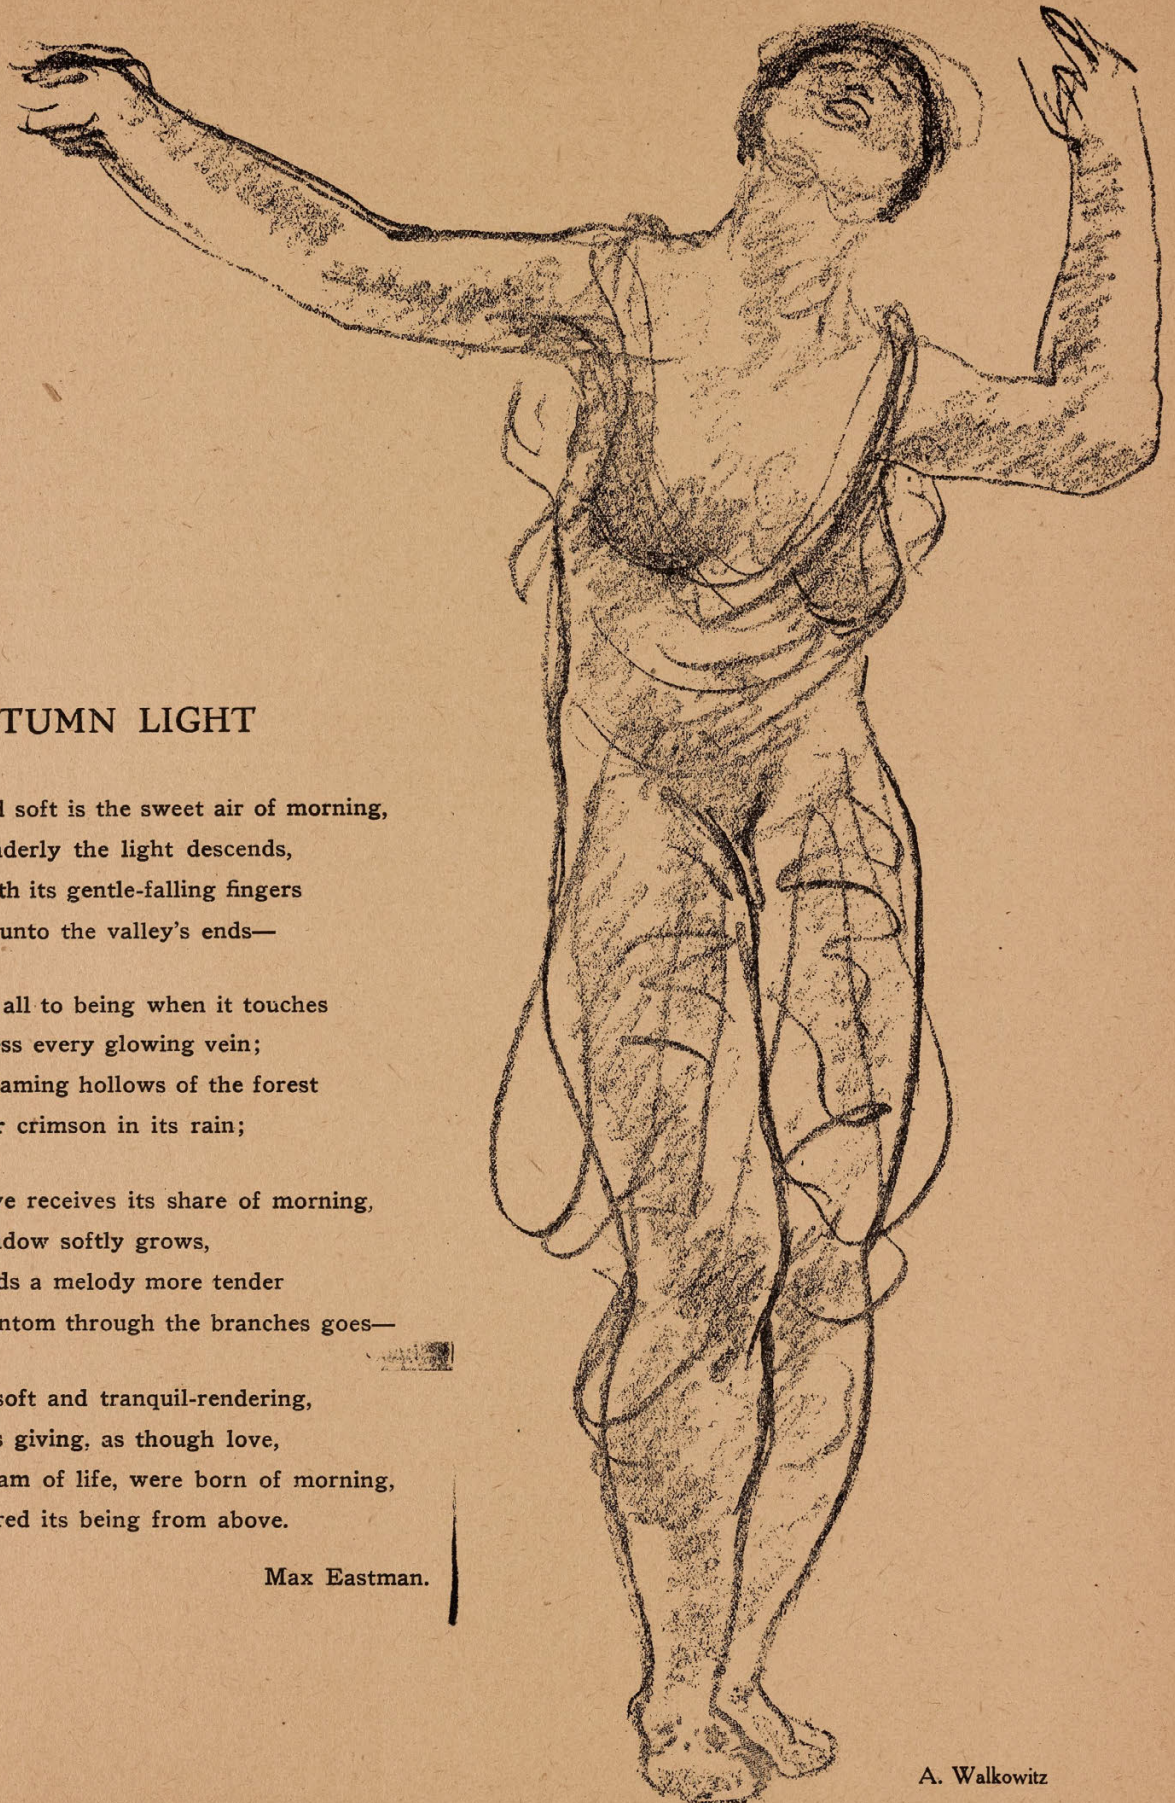 TUMN LIGHT
soft is the sweet air of morning,
derly the light descends,
th its gentle-falling fingers
unto the valley's ends—
all to being when it touches
ss every glowing vein;
aming hollows of the forest
crimson in its rain;
ve receives its share of morning,
dow softly grows,
ds a melody more tender
ntom through the branches goes—
soft and tranquil-rendering,
s giving, as though love,
am of life, were born of morning,
red its being from above.
Max Eastman.
A. Walkowitz